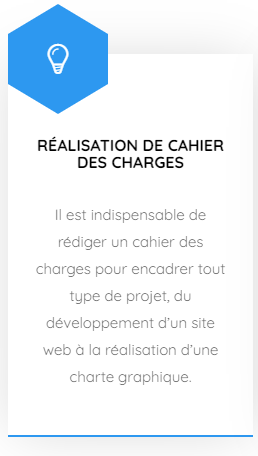 RÉALISATION DE CAHIER
DES CHARGES
Il est indispensable de
rédiger un cahier des
charges pour encadrer tout
type de projet, du
développement d'un site
web à la réalisation d'une
charte graphique.